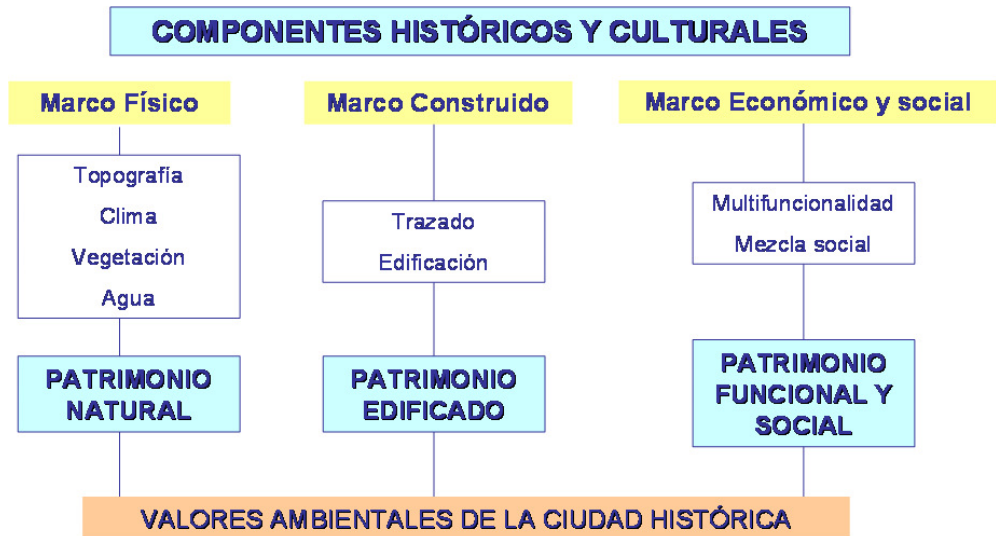 COMPONENTES HISTÓRICOS Y CULTURALES
Marco Físico
Topografía
Clima
Vegetación
Agua
PATRIMONIO
NATURAL
Marco Construido
Trazado
Edificación
PATRIMONIO
EDIFICADO
Marco Económico y social
Multifuncionalidad
Mezcla social
PATRIMONIO
FUNCIONAL Y
SOCIAL
VALORES AMBIENTALES DE LA CIUDAD HISTÓRICA